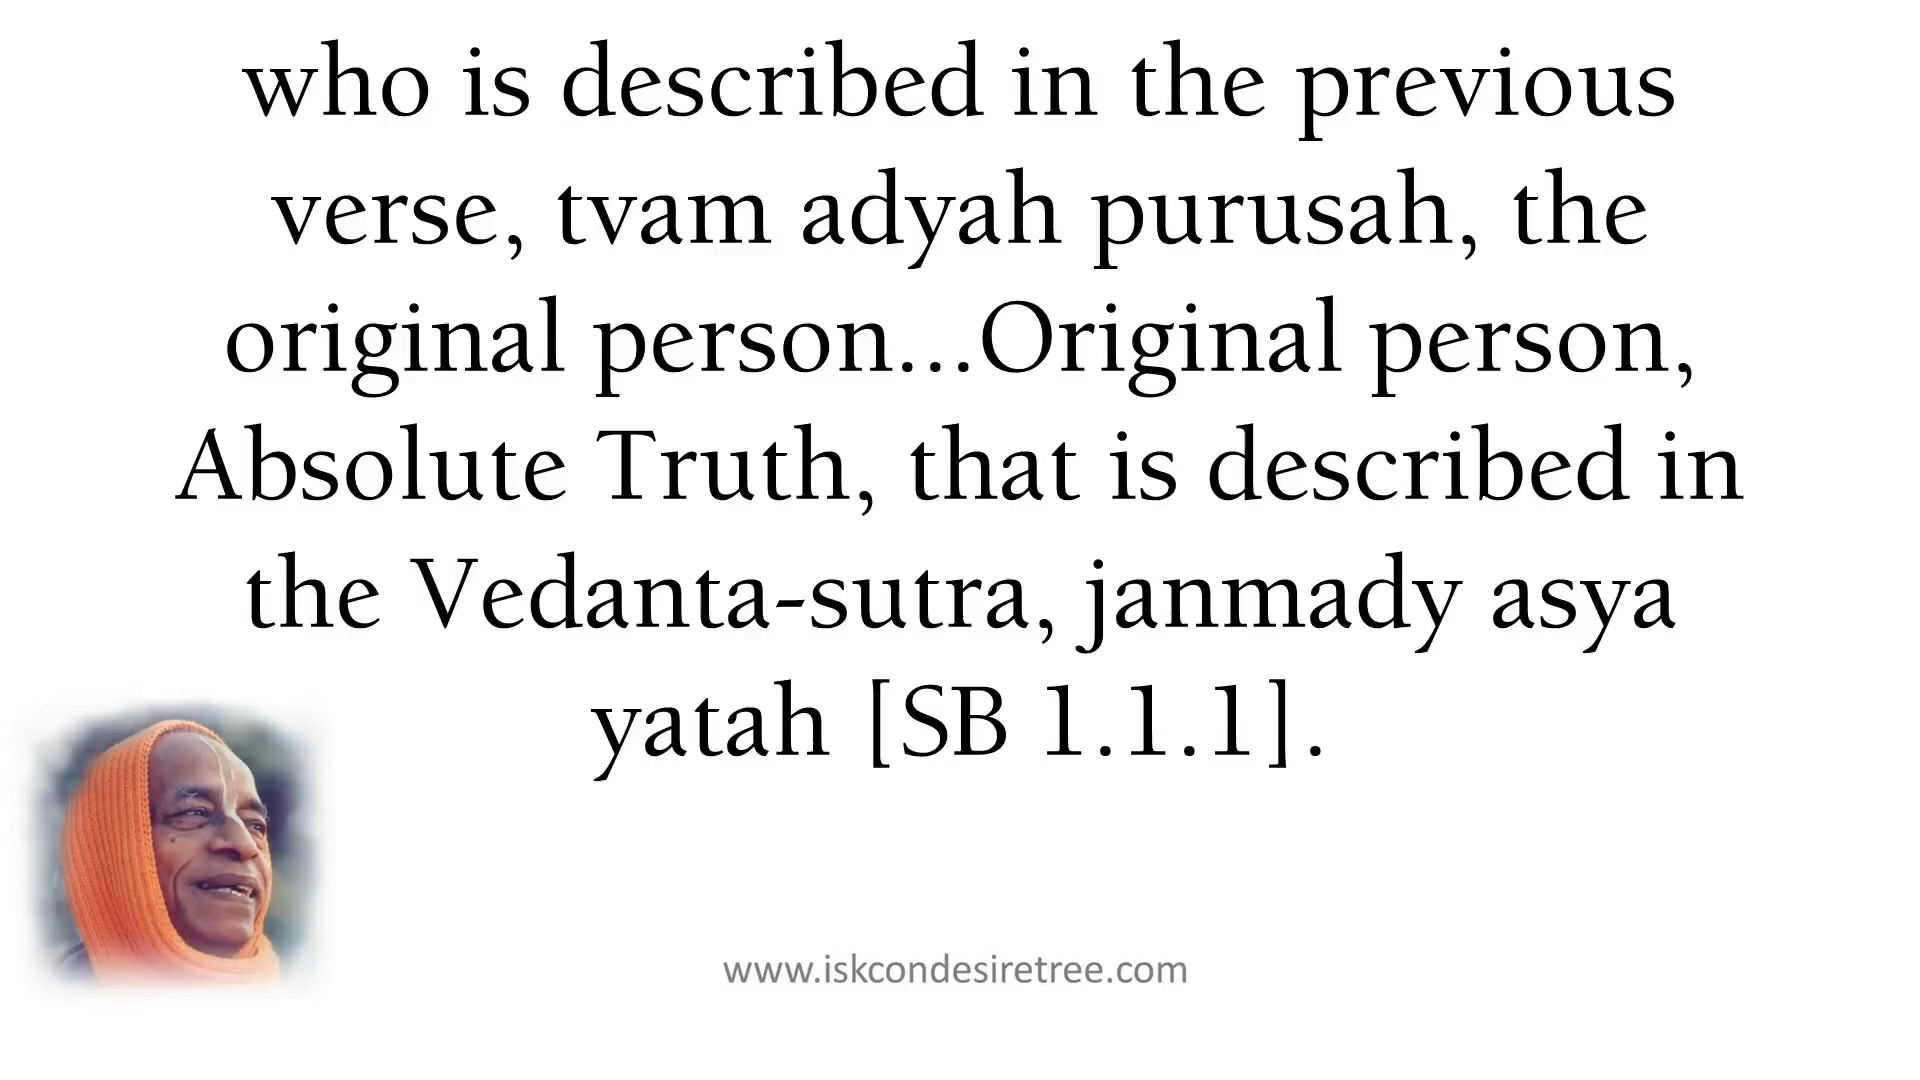 who is described in the previous
verse, tvam adyah purusah, the
original person...Original person,
Absolute Truth, that is described in
the Vedanta-sutra, janmady asya
yatah [SB 1.1.1].
www.iskcondesiretree.com